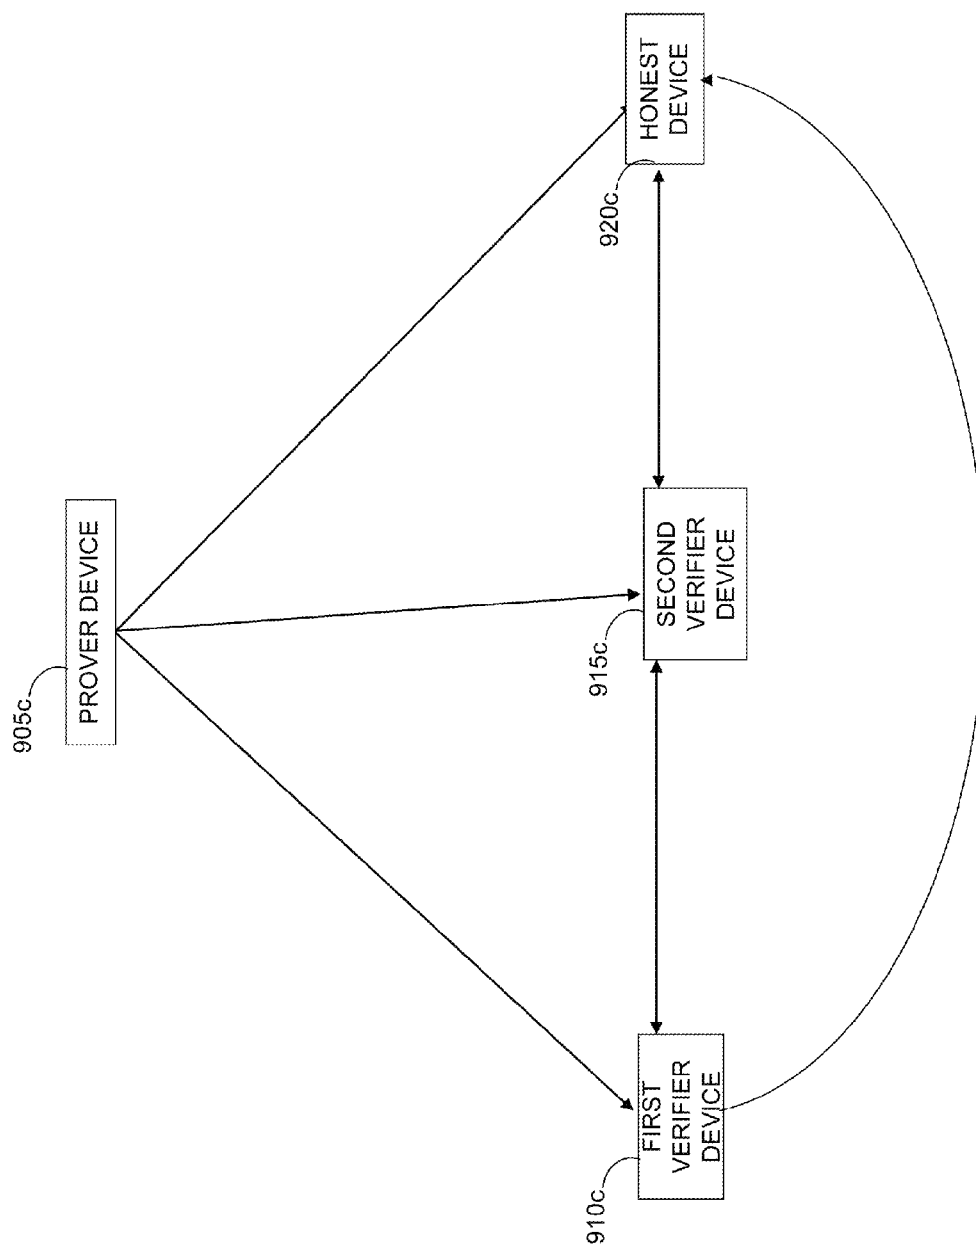 905c
PROVER DEVICE
910c
FIRST
VERIFIER
DEVICE
915c
SECOND
VERIFIER
DEVICE
920c
HONEST
DEVICE